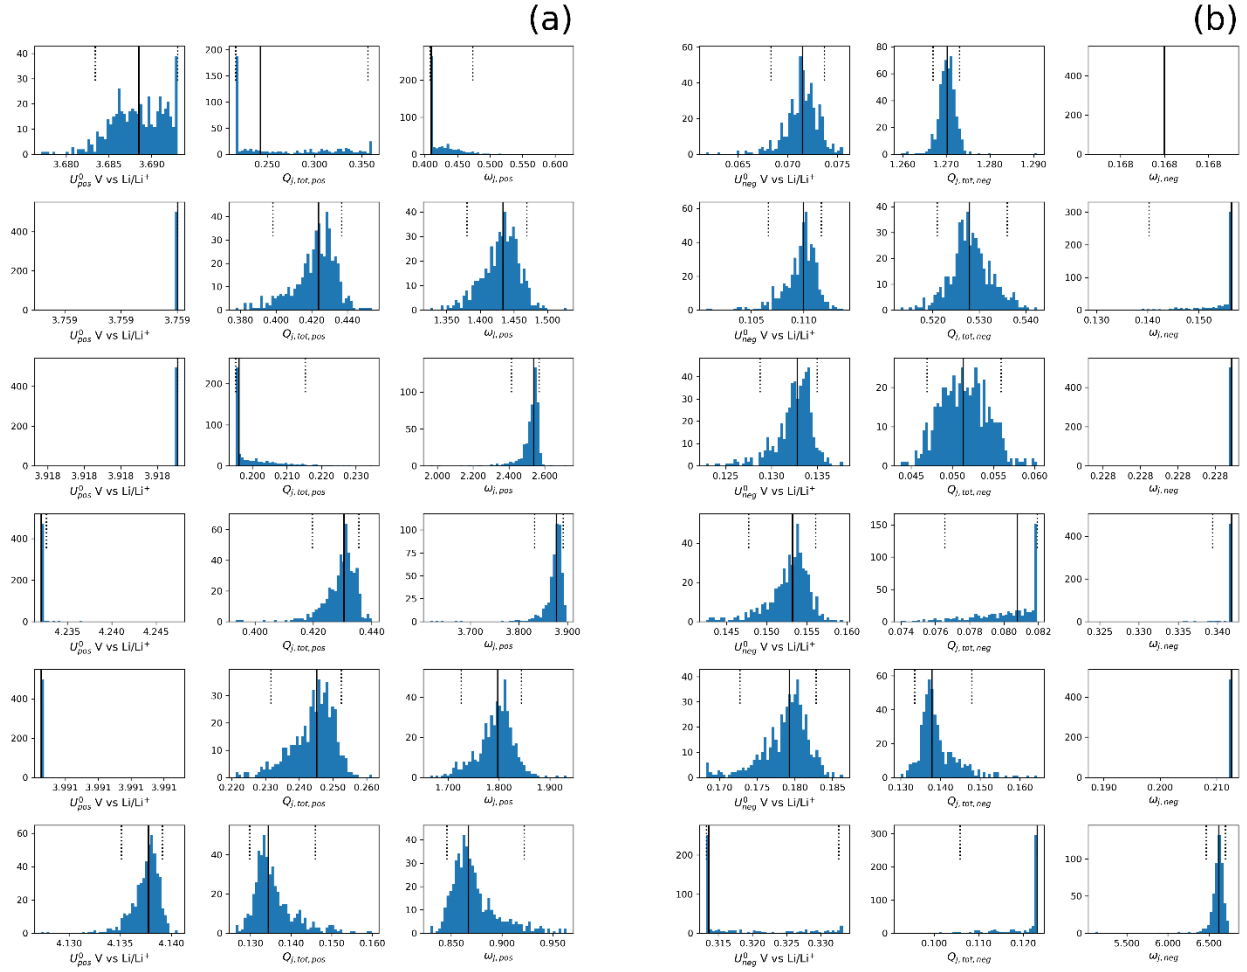 (a)
(b)
40 30 20 10 0
200 150 100 50 0
200 100 0
60 40 20 0
80 60 40 20 0
400 200 0
3.680 3.685 3.690
0.250 0.300 0.350
0.400 0.450 0.500 0.550 0.600
0.065 0.070 0.075
1.260 1.270 1.280 1.290
0.168 0.168 0.168
U⁰pos V vs Li/Li⁺
Qj, tot, pos
ωj, pos
U⁰neg V vs Li/Li⁺
Qj, tot, neg
ωj, neg
400 200 0
40 30 20 10 0
40 30 20 10 0
60 40 20 0
40 30 20 10 0
300 200 100 0
3.759 3.759 3.759
0.380 0.400 0.420 0.440
1.350 1.400 1.450 1.500
0.105 0.110
0.520 0.530 0.540
0.130 0.140 0.150
U⁰pos V vs Li/Li⁺
Qj, tot, pos
ωj, pos
U⁰neg V vs Li/Li⁺
Qj, tot, neg
ωj, neg
400 200 0
200 100 0
100 50 0
40 20 0
20 10 0
400 200 0
3.918 3.918 3.918 3.918
0.200 0.210 0.220 0.230
2.000 2.200 2.400 2.600
0.125 0.130 0.135
0.045 0.050 0.055 0.060
0.228 0.228 0.228 0.228
U⁰pos V vs Li/Li⁺
Qj, tot, pos
ωj, pos
U⁰neg V vs Li/Li⁺
Qj, tot, neg
ωj, neg
400 200 0
60 40 20 0
100 75 50 25 0
40 20 0
150 100 50 0
400 200 0
4.235 4.240 4.245
0.400 0.420 0.440
3.700 3.800 3.900
0.145 0.150 0.155 0.160
0.074 0.076 0.078 0.080 0.082
0.325 0.330 0.335 0.340
U⁰pos V vs Li/Li⁺
Qj, tot, pos
ωj, pos
U⁰neg V vs Li/Li⁺
Qj, tot, neg
ωj, neg
400 200 0
30 20 10 0
40 20 0
40 30 20 10 0
60 40 20 0
400 200 0
3.991 3.991 3.991 3.991
0.220 0.230 0.240 0.250 0.260
1.700 1.800 1.900
0.170 0.175 0.180 0.185
0.130 0.140 0.150 0.160
0.190 0.200 0.210
U⁰pos V vs Li/Li⁺
Qj, tot, pos
ωj, pos
U⁰neg V vs Li/Li⁺
Qj, tot, neg
ωj, neg
60 40 20 0
40 20 0
40 30 20 10 0
200 100 0
300 200 100 0
100 50 0
4.130 4.135 4.140
0.130 0.140 0.150 0.160
0.850 0.900 0.950
0.315 0.320 0.325 0.330
0.100 0.110 0.120
5.500 6.000 6.500
U⁰pos V vs Li/Li⁺
Qj, tot, pos
ωj, pos
U⁰neg V vs Li/Li⁺
Qj, tot, neg
ωj, neg